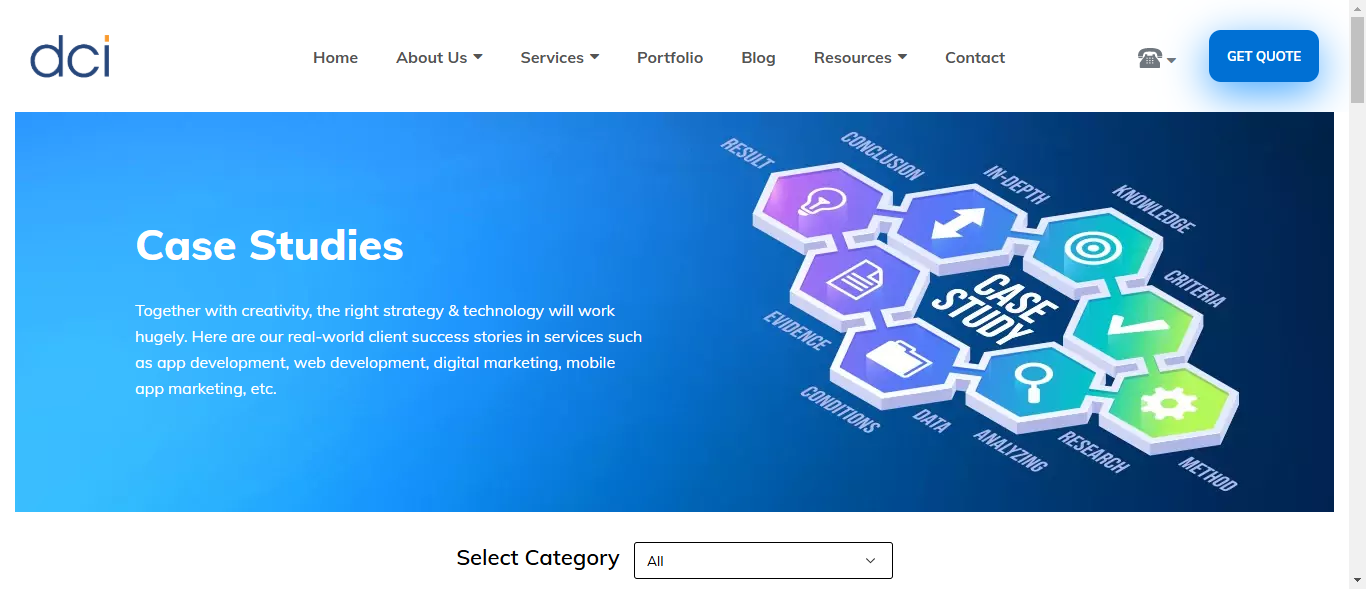 dci
Home
About Us
Services
Portfolio
Blog
Resources
Contact
GET QUOTE
Case Studies
Together with creativity, the right strategy & technology will work
hugely. Here are our real-world client success stories in services such
as app development, web development, digital marketing, mobile
app marketing, etc.
RESULT
CONCLUSION
IN-DEPTH
KNOWLEDGE
CRITERIA
CASE
STUDY
EVIDENCE
CONDITIONS
DATA
ANALYZING
RESEARCH
METHOD
Select Category
All